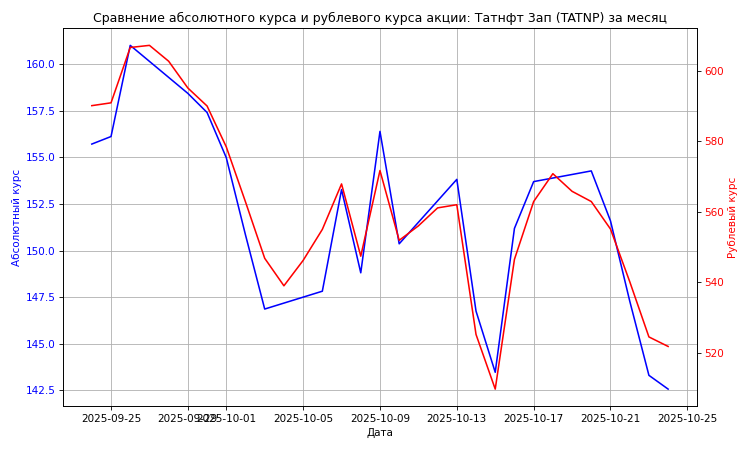 Сравнение абсолютного курса и рублевого курса акции: Татнфт 3ап (TATNP) за месяц
160.0
157.5
155.0
152.5
150.0
147.5
145.0
142.5
Абсолютный курс
600
580
560
540
520
Рублевый курс
2025-09-25 2025-09-29 2025-10-01 2025-10-05 2025-10-09 2025-10-13 2025-10-17 2025-10-21 2025-10-25
Дата